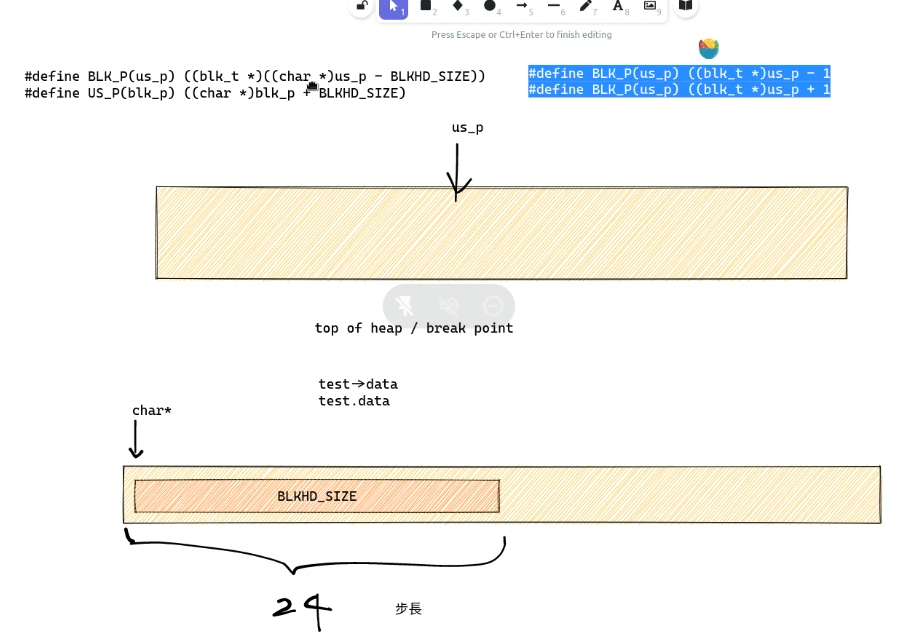 1 2 3 4 5 6 7 A 8 9
Press Escape or Ctrl+Enter to finish editing
#define BLK_P(us_p) ((blk_t *)((char *)us_p - BLKHD_SIZE))
#define US_P(blk_p) ((char *)blk_p + BLKHD_SIZE)
#define BLK_P(us_p) ((blk_t *)us_p - 1
#define BLK_P(us_p) ((blk_t *)us_p + 1
us_p
top of heap / break point
test->data
test.data
char*
BLKHD_SIZE
24
步長